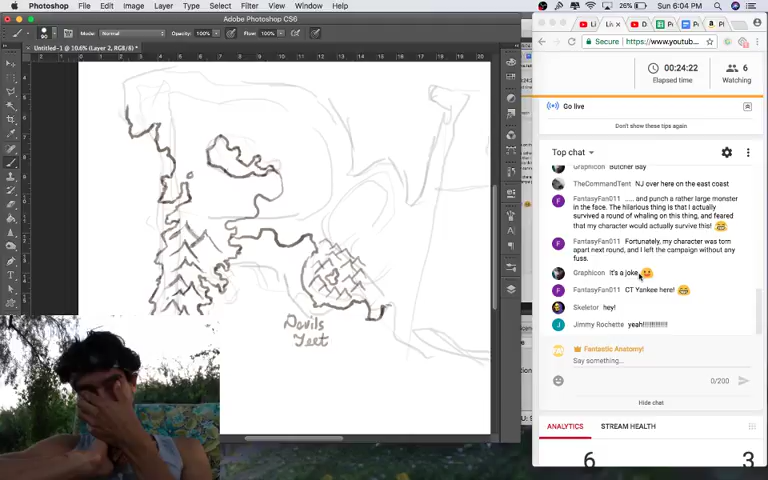 Photoshop File Edit Image Layer Type Select Filter View Window Help
26% Sun 6:04 PM
Adobe Photoshop CS6
Mode: Normal Opacity: 100% Flow: 100%
Untitled-1 @ 10.6% (Layer 2, RGB/8) *
Devils
Teet
Secure https://www.youtub
00:24:22
Elapsed time
6
Watching
Go live
Don't show these tips again
Top chat
Graphicon Butcher Bay
TheCommandTent NJ over here on the east coast
FantasyFan011 ..... and punch a rather large monster
in the face. The hilarious thing is that I actually
survived a round of whaling on this thing, and feared
that my character would actually survive this!
FantasyFan011 Fortunately, my character was torn
apart next round, and I left the campaign without any
fuss.
Graphicon It's a joke
FantasyFan011 CT Yankee here!
Skeletor hey!
Jimmy Rochette yeah!!!!!!!!!!!!!
Fantastic Anatomy!
Say something...
0/200
Hide chat
ANALYTICS STREAM HEALTH
6 3